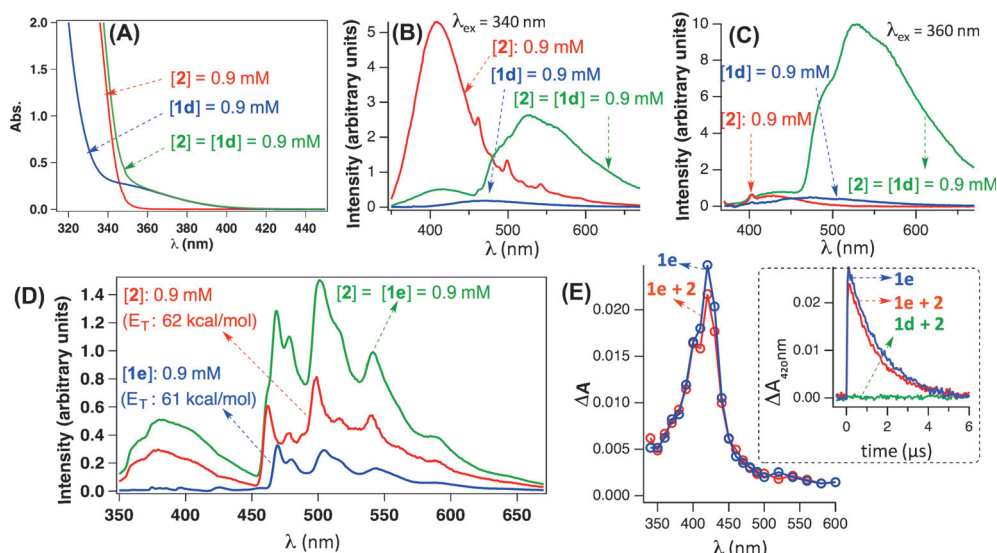 (A)
Abs.
2.0
1.5
1.0
0.5
0.0
[2] = 0.9 mM
[1d] = 0.9 mM
[2] = [1d] = 0.9 mM
320 340 360 380 400 420 440
λ (nm)
(B)
λex = 340 nm
Intensity (arbitrary units)
5
4
3
2
1
0
[2]: 0.9 mM
[1d]: 0.9 mM
[2] = [1d] = 0.9 mM
400 500 600
λ (nm)
(C)
λex = 360 nm
Intensity (arbitrary units)
10
8
6
4
2
0
[1d]: = 0.9 mM
[2]: 0.9 mM
[2] = [1d] = 0.9 mM
400 500 600
λ (nm)
(D)
Intensity (arbitrary units)
1.4
1.2
1.0
0.8
0.6
0.4
0.2
0.0
[2]: 0.9 mM
(ET : 62 kcal/mol)
[2] = [1e] = 0.9 mM
[1e]: 0.9 mM
(ET : 61 kcal/mol)
350 400 450 500 550 600 650
λ (nm)
(E)
ΔA
0.020
0.015
0.010
0.005
0.000
1e
1e + 2
350 400 450 500 550 600
λ (nm)
ΔA420nm
0.02
0.01
0.00
1e
1e + 2
1d + 2
0 2 4 6
time (μs)